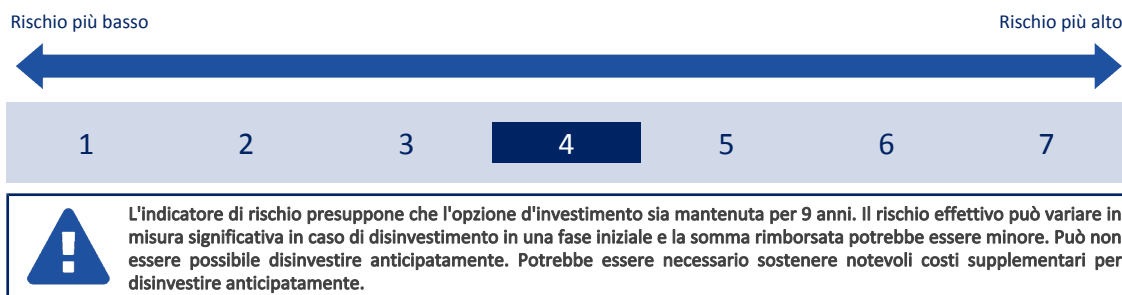 Rischio più basso Rischio più alto
1 2 3 4 5 6 7
L'indicatore di rischio presuppone che l'opzione d'investimento sia mantenuta per 9 anni. Il rischio effettivo può variare in
misura significativa in caso di disinvestimento in una fase iniziale e la somma rimborsata potrebbe essere minore. Può non
essere possibile disinvestire anticipatamente. Potrebbe essere necessario sostenere notevoli costi supplementari per
disinvestire anticipatamente.